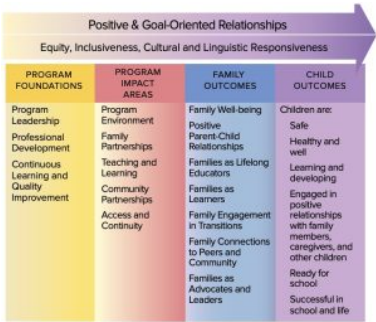 Positive & Goal-Oriented Relationships
Equity, Inclusiveness, Cultural and Linguistic Responsiveness
PROGRAM
FOUNDATIONS
Program
Leadership
Professional
Development
Continuous
Learning and
Quality
Improvement
PROGRAM
IMPACT
AREAS
Program
Environment
Family
Partnerships
Teaching and
Learning
Community
Partnerships
Access and
Continuity
FAMILY
OUTCOMES
Family Well-being
Positive
Parent-Child
Relationships
Families as Lifelong
Educators
Families as
Learners
Family Engagement
in Transitions
Family Connections
to Peers and
Community
Families as
Advocates and
Leaders
CHILD
OUTCOMES
Children are:
Safe
Healthy and
well
Learning and
developing
Engaged in
positive
relationships
with family
members,
caregivers, and
other children
Ready for
school
Successful in
school and life